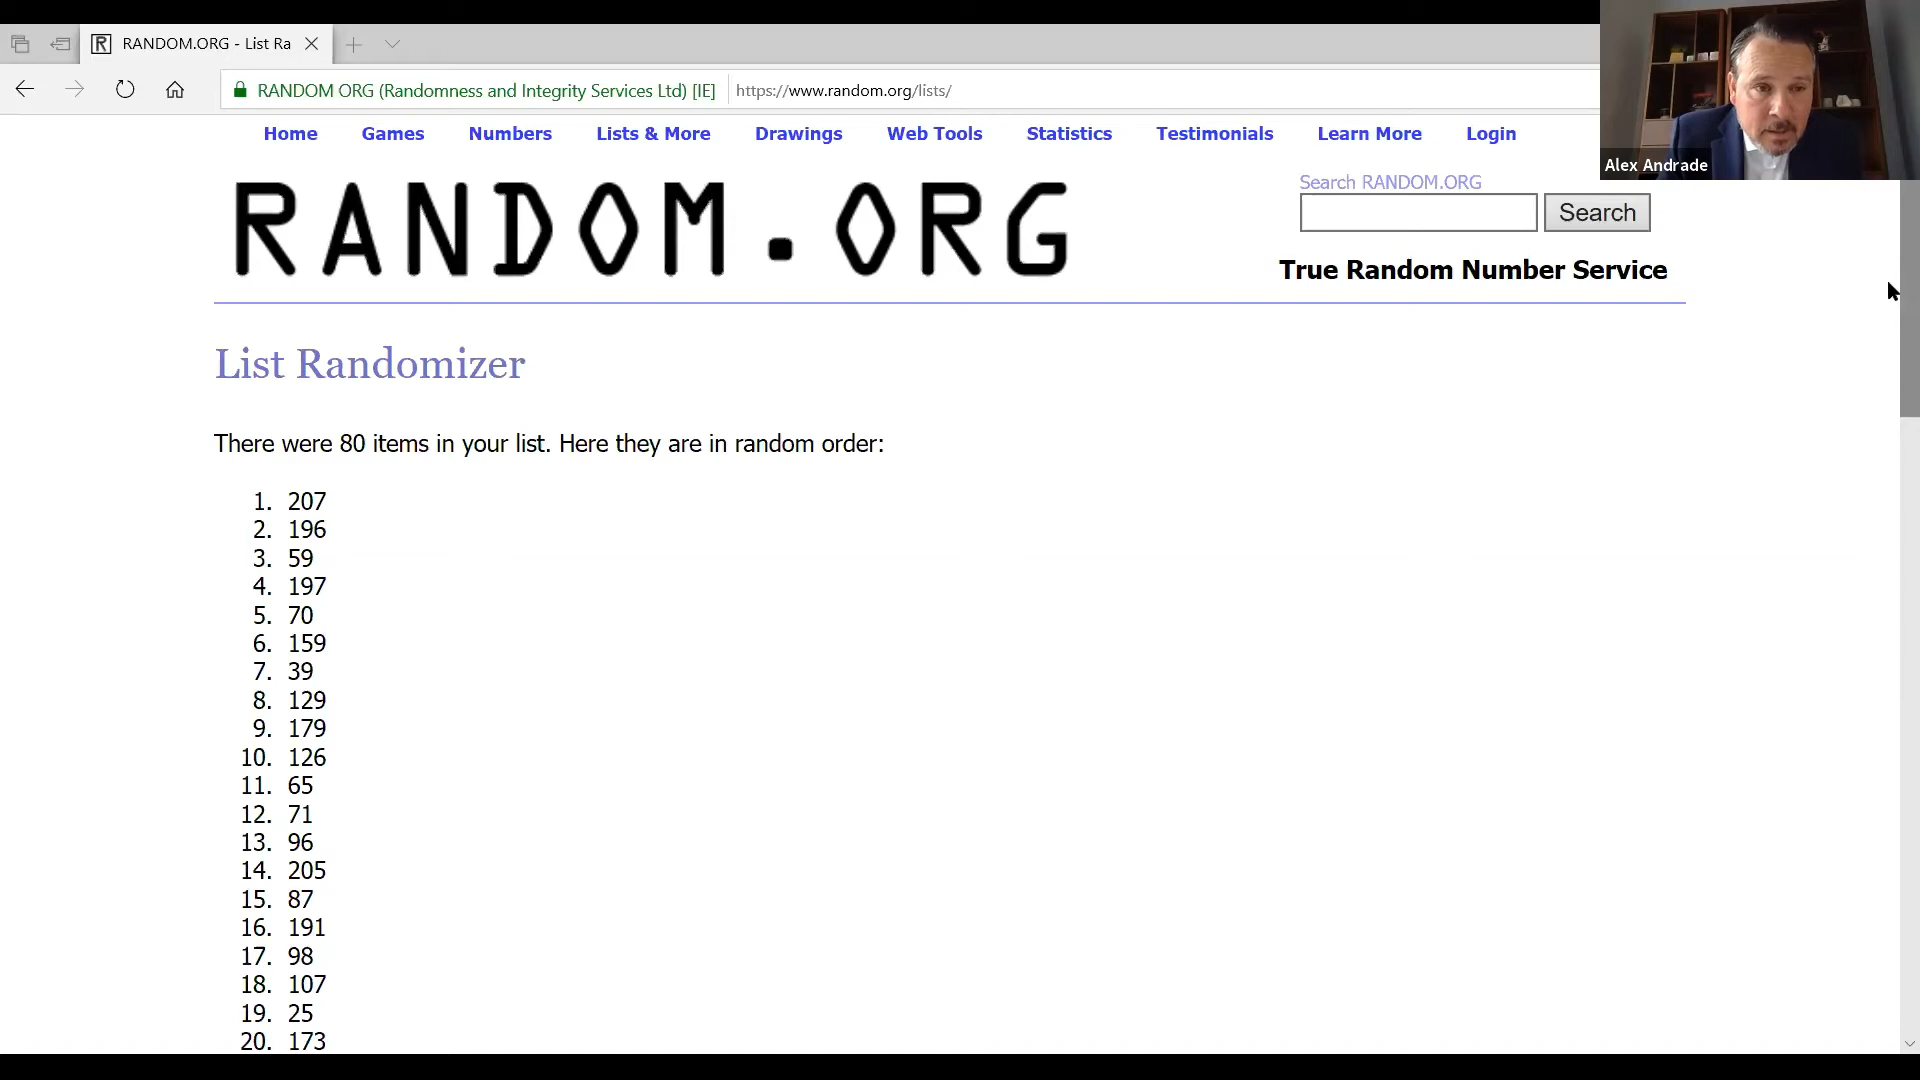 RANDOM.ORG - List Ra
RANDOM ORG (Randomness and Integrity Services Ltd) [IE]
https://www.random.org/lists/
Home Games Numbers Lists & More Drawings Web Tools Statistics Testimonials Learn More Login
Alex Andrade
RANDOM.ORG
Search RANDOM.ORG
Search
True Random Number Service
List Randomizer
There were 80 items in your list. Here they are in random order:
1. 207
2. 196
3. 59
4. 197
5. 70
6. 159
7. 39
8. 129
9. 179
10. 126
11. 65
12. 71
13. 96
14. 205
15. 87
16. 191
17. 98
18. 107
19. 25
20. 173